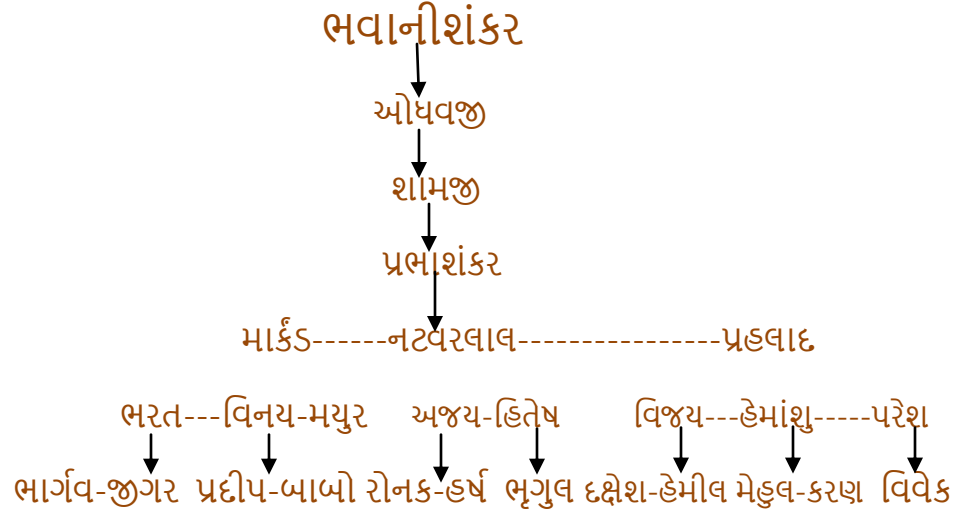 ભવાનીશંકર
ઓધવજી
શામજી
પ્રભાશંકર
માર્કંડ------નટવરલાલ----------------પ્રહલાદ
ભરત---વિનય-મયુર અજય-હિતેષ વિજય---હેમાંશુ-----પરેશ
ભાર્ગવ-જીગર પ્રદીપ-બાબો રોનક-હર્ષ ભૃગુલ દક્ષેશ-હેમીલ મેહુલ-કરણ વિવેક